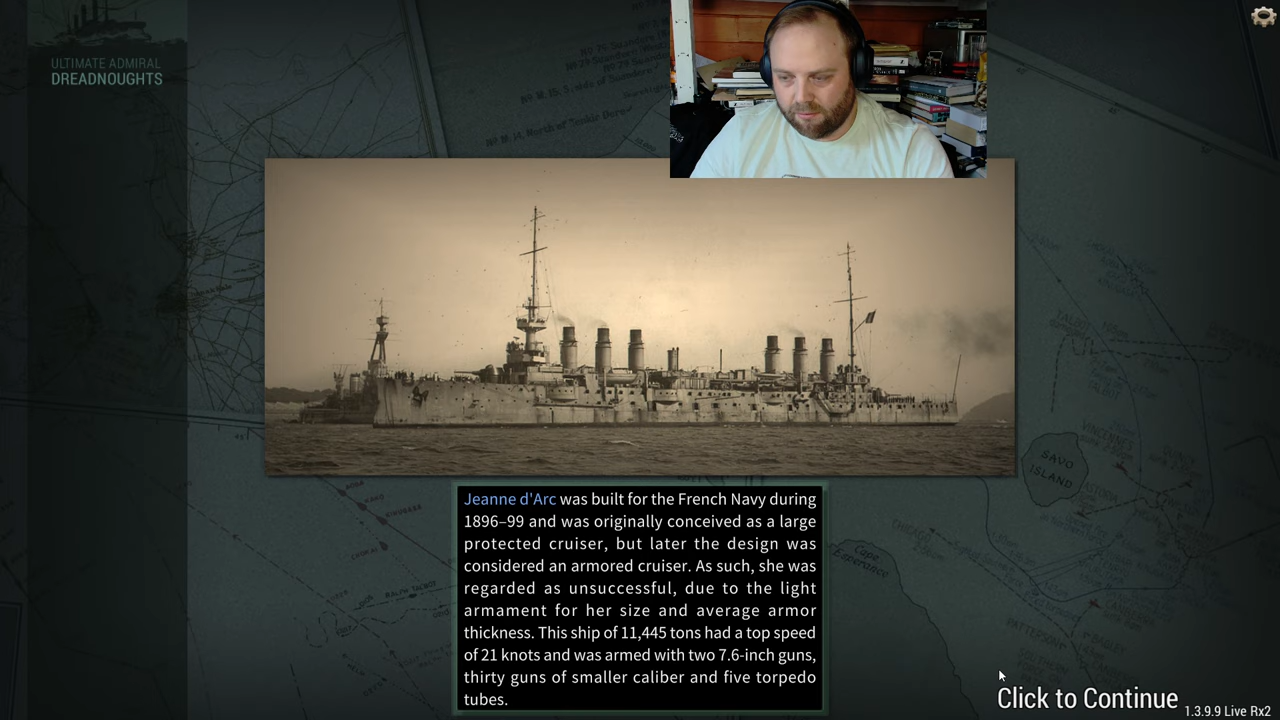 ULTIMATE ADMIRAL
DREADNOUGHTS
SAVO
ISLAND
Cape
Esperance
Jeanne d'Arc was built for the French Navy during
1896–99 and was originally conceived as a large
protected cruiser, but later the design was
considered an armored cruiser. As such, she was
regarded as unsuccessful, due to the light
armament for her size and average armor
thickness. This ship of 11,445 tons had a top speed
of 21 knots and was armed with two 7.6-inch guns,
thirty guns of smaller caliber and five torpedo
tubes.
Click to Continue
1.3.9.9 Live Rx2